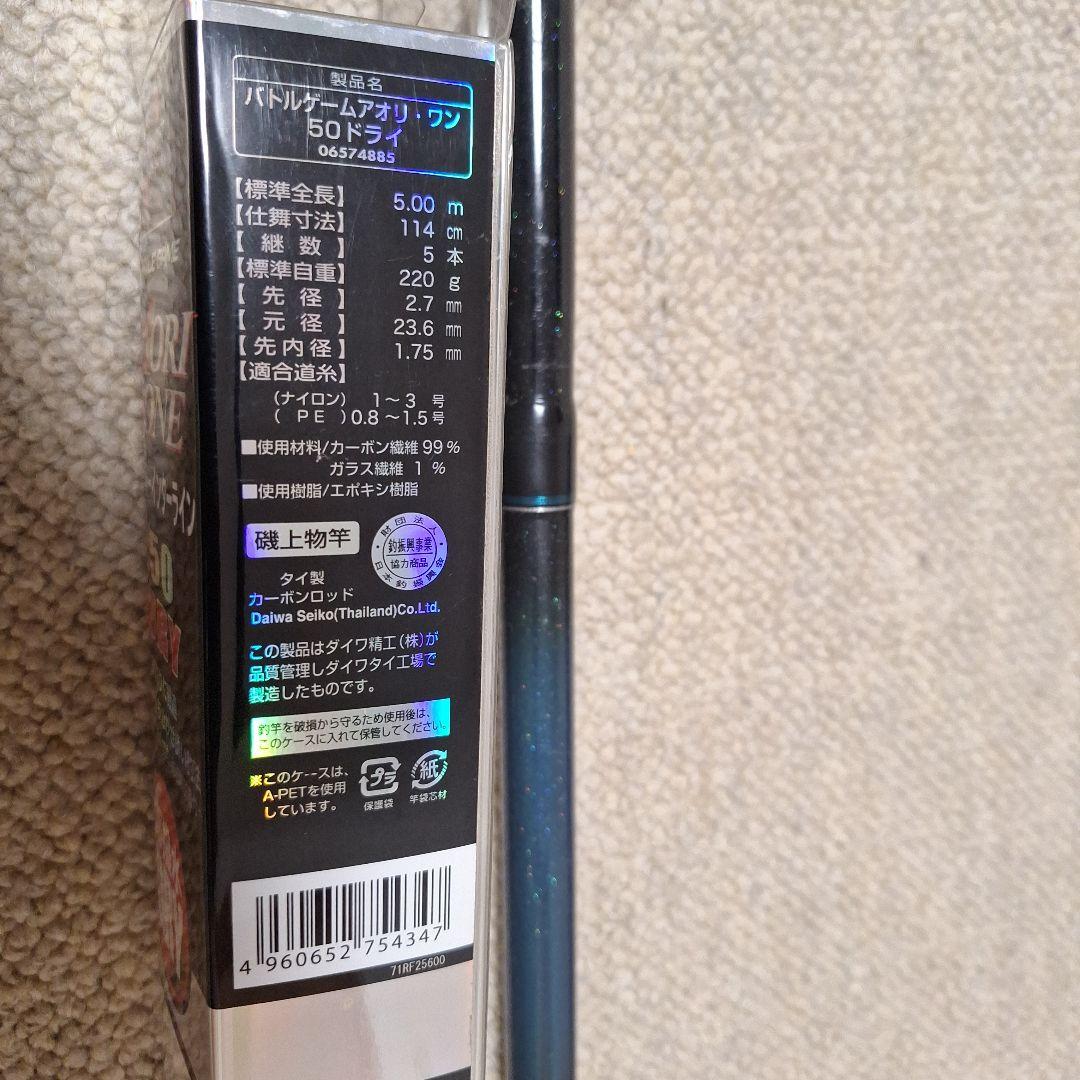 製品名
バトルゲームアオリ・ワン
50ドライ
06574885
【標準全長】 5.00 m
【仕舞寸法】 114 cm
【継数】 5 本
【標準自重】 220 g
【先径】 2.7 mm
【元径】 23.6 mm
【先内径】 1.75 mm
【適合道糸】
(ナイロン) 1〜3 号
(PE) 0.8〜1.5号
■使用材料/カーボン繊維 99%
ガラス繊維 1%
■使用樹脂/エポキシ樹脂
磯上物竿
財団法人
釣振興事業
協力商品
日本釣振興会
タイ製
カーボンロッド
Daiwa Seiko(Thailand)Co.Ltd.
この製品はダイワ精工(株)が
品質管理しダイワタイ工場で
製造したものです。
釣竿を破損から守るため使用後は、
このケースに入れて保管してください。
※このケースは、
A-PETを使用
しています。
プラ
保護袋
紙
竿袋芯材
4 960652 754347
71RF25600
ORI
ONE